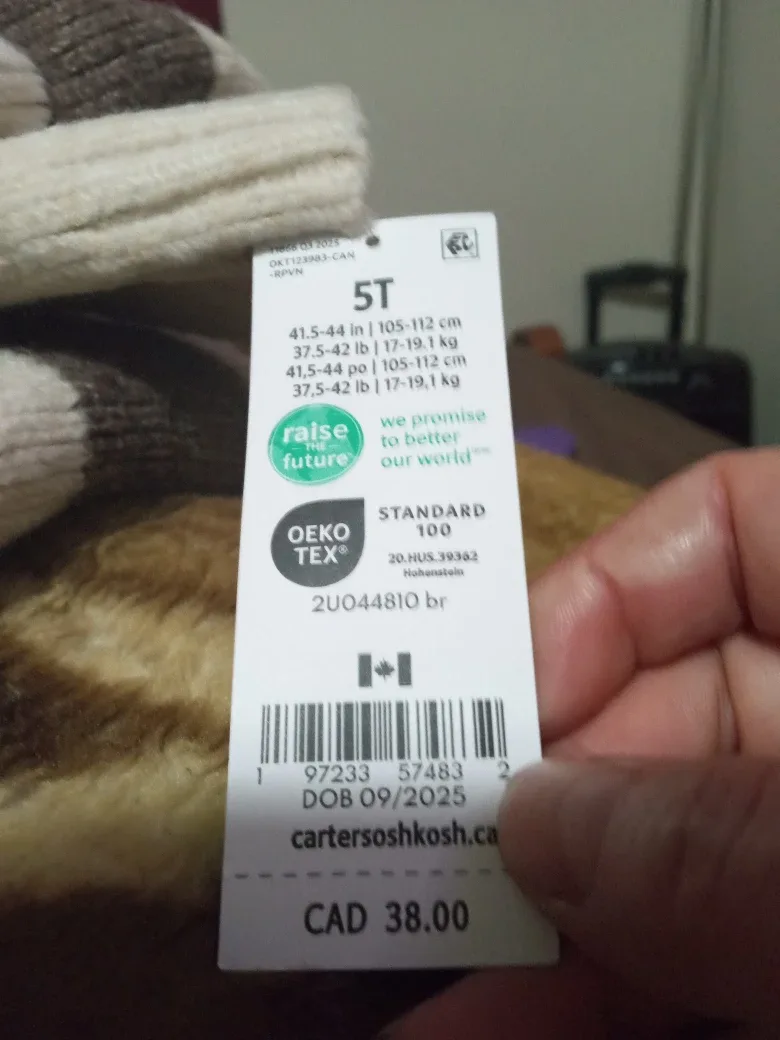 03 2025
OKT123983-CAN
-RPVN
5T
41.5-44 in | 105-112 cm
37.5-42 lb | 17-19.1 kg
41,5-44 po | 105-112 cm
37,5-42 lb | 17-19,1 kg
raise
THE
future
we promise
to better
our world
OEKO
TEX®
STANDARD
100
20.HUS.39362
Hohenstein
2U044810 br
1 97233 57483 2
DOB 09/2025
cartersoshkosh.ca
CAD 38.00